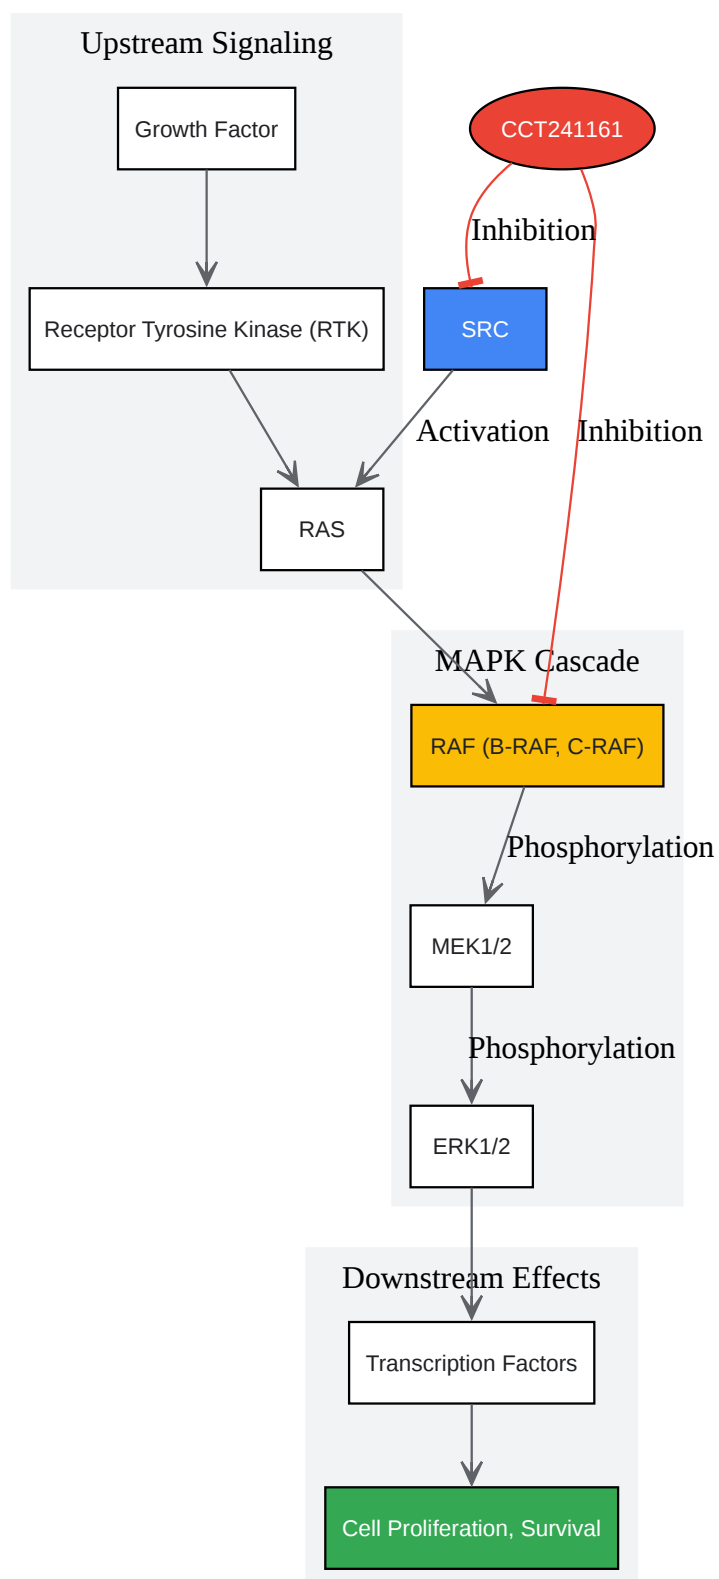 Upstream Signaling
Growth Factor
CCT241161
Inhibition
Receptor Tyrosine Kinase (RTK)
SRC
Activation
Inhibition
RAS
MAPK Cascade
RAF (B-RAF, C-RAF)
Phosphorylation
MEK1/2
Phosphorylation
ERK1/2
Downstream Effects
Transcription Factors
Cell Proliferation, Survival